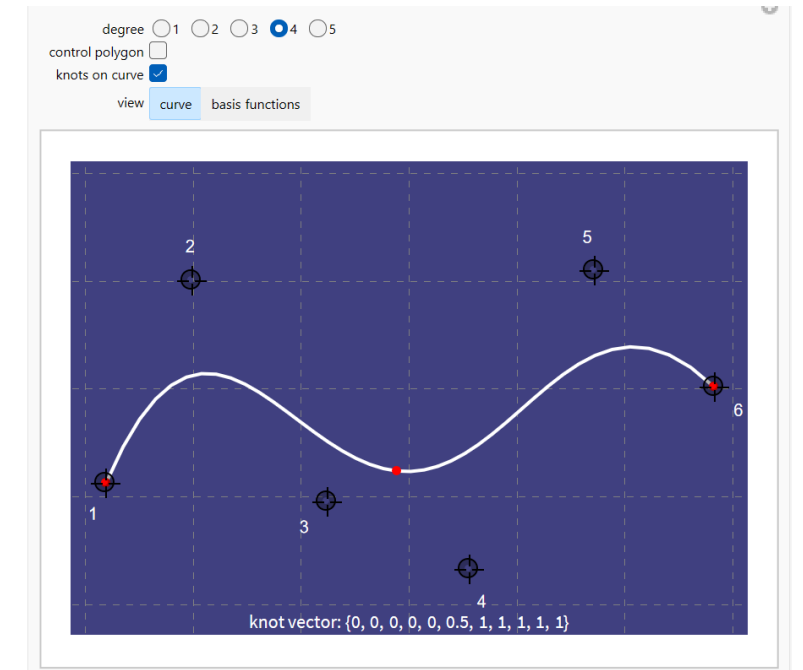 degree 1 2 3 4 5
control polygon
knots on curve
view curve basis functions
2
5
6
1
3
4
knot vector: {0, 0, 0, 0, 0, 0.5, 1, 1, 1, 1, 1}